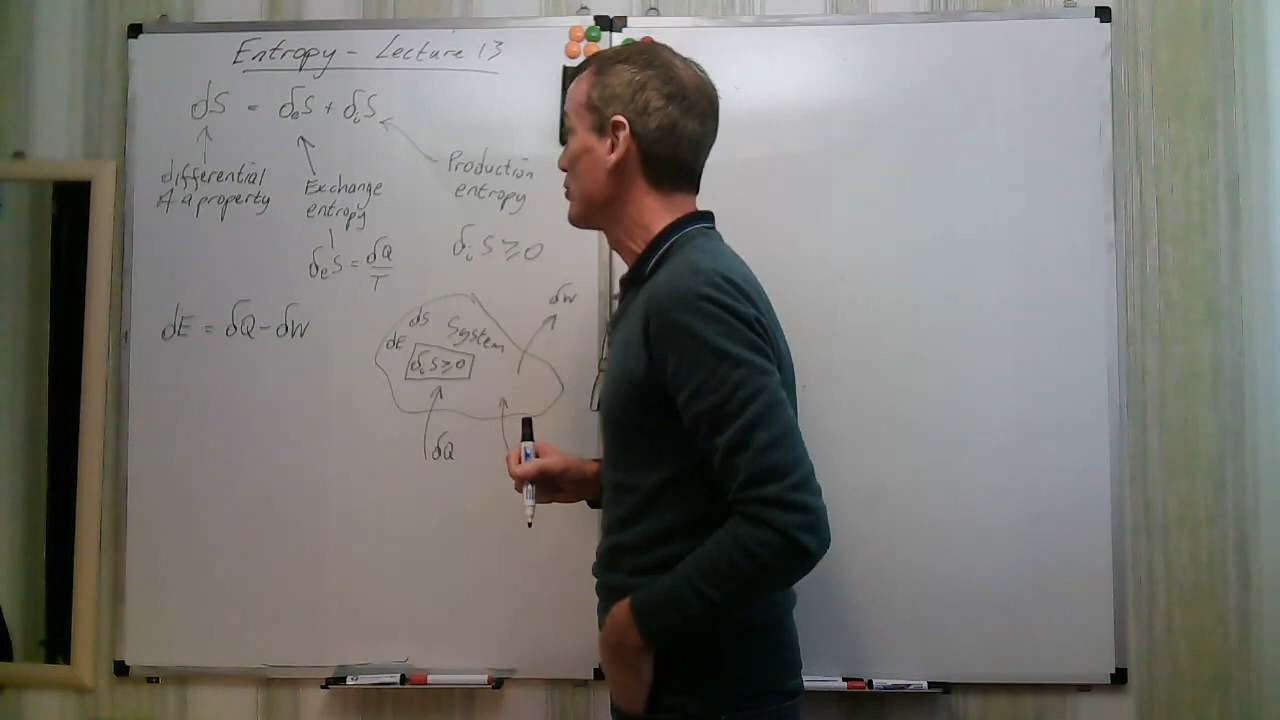 Entropy - Lecture 13
dS = δeS + δiS
differential
of a property
Exchange
entropy
Production
entropy
δeS = δQ/T
δiS ≥ 0
dE = δQ - δW
δW
dS
System
dE
δiS ≥ 0
δQ